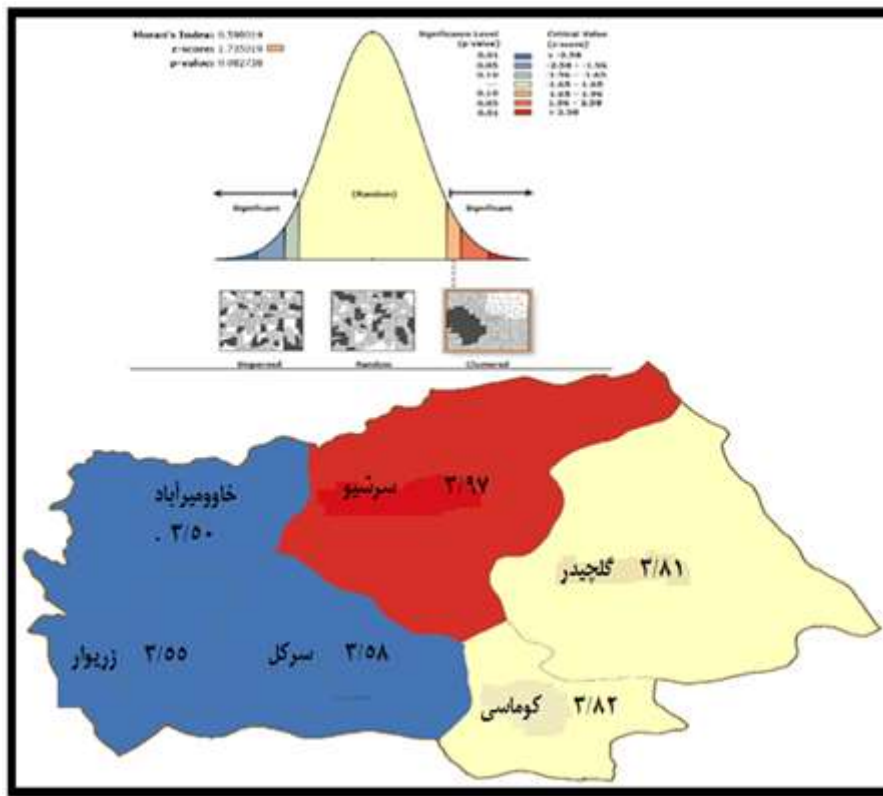 Moran's Index: 0.598019
z-score: 1.735019
p-value: 0.082738
Significance Level
(p-value)
0.01
0.05
0.10
---
0.10
0.05
0.01
Critical Value
(z-score)
< -2.58
-2.58 - -1.96
-1.96 - -1.65
-1.65 - 1.65
1.65 - 1.96
1.96 - 2.58
> 2.58
Significant
(Random)
Significant
Dispersed
Random
Clustered
خاوومیرآباد
۳/۵۰ .
سرشیو ۳/۹۷
گلچیدر ۳/۸۱
زریوار ۳/۵۵
سرکل ۳/۵۸
کوماسی ۳/۸۲